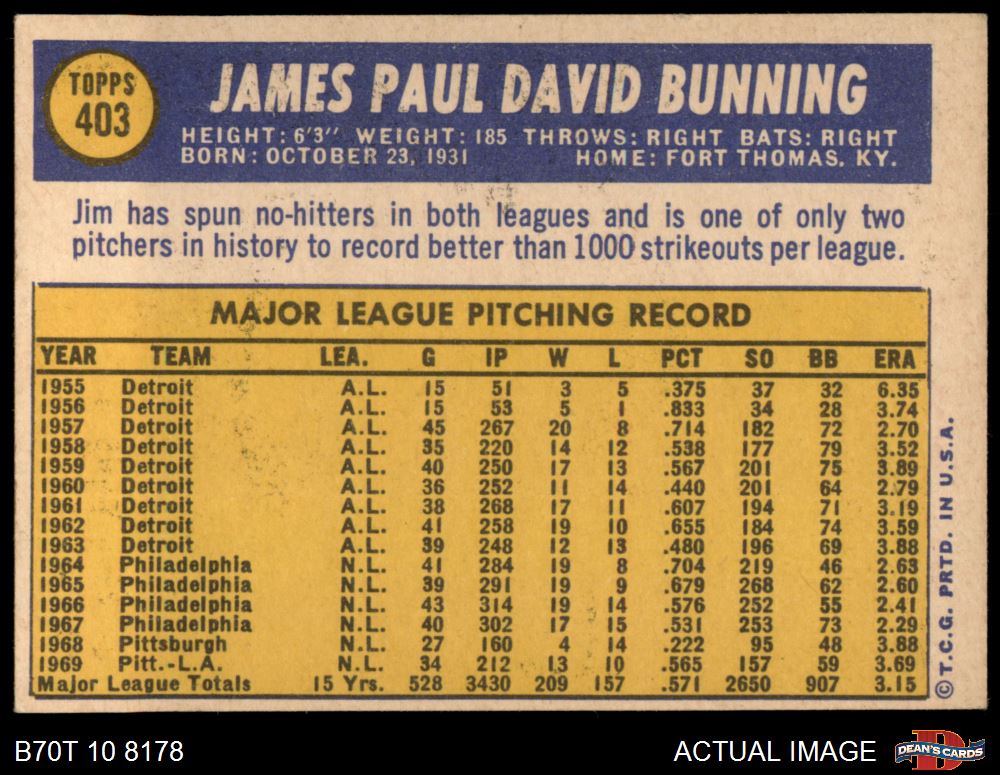 TOPPS
403
JAMES PAUL DAVID BUNNING
HEIGHT: 6'3" WEIGHT: 185 THROWS: RIGHT BATS: RIGHT
BORN: OCTOBER 23, 1931 HOME: FORT THOMAS, KY.
Jim has spun no-hitters in both leagues and is one of only two
pitchers in history to record better than 1000 strikeouts per league.
MAJOR LEAGUE PITCHING RECORD
YEAR TEAM LEA. G IP W L PCT SO BB ERA
1955 Detroit A.L. 15 51 3 5 .375 37 32 6.35
1956 Detroit A.L. 15 53 5 1 .833 34 28 3.74
1957 Detroit A.L. 45 267 20 8 .714 182 72 2.70
1958 Detroit A.L. 35 220 14 12 .538 177 79 3.52
1959 Detroit A.L. 40 250 17 13 .567 201 75 3.89
1960 Detroit A.L. 36 252 11 14 .440 201 64 2.79
1961 Detroit A.L. 38 268 17 11 .607 194 71 3.19
1962 Detroit A.L. 41 258 19 10 .655 184 74 3.59
1963 Detroit A.L. 39 248 12 13 .480 196 69 3.88
1964 Philadelphia N.L. 41 284 19 8 .704 219 46 2.63
1965 Philadelphia N.L. 39 291 19 9 .679 268 62 2.60
1966 Philadelphia N.L. 43 314 19 14 .576 252 55 2.41
1967 Philadelphia N.L. 40 302 17 15 .531 253 73 2.29
1968 Pittsburgh N.L. 27 160 4 14 .222 95 48 3.88
1969 Pitt.-L.A. N.L. 34 212 13 10 .565 157 59 3.69
Major League Totals 15 Yrs. 528 3430 209 157 .571 2650 907 3.15
© T.C.G. PRTD. IN U.S.A.
B70T 10 8178 ACTUAL IMAGE
DEAN'S CARDS